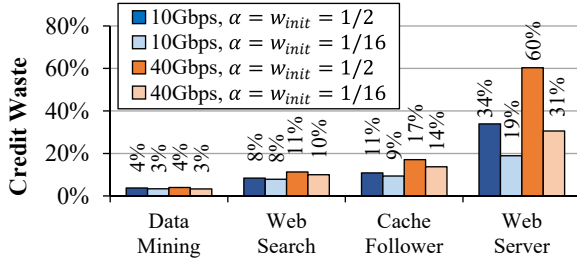 Credit Waste
80%
60%
40%
20%
0%
10Gbps, α = w_init = 1/2
10Gbps, α = w_init = 1/16
40Gbps, α = w_init = 1/2
40Gbps, α = w_init = 1/16
4%
3%
4%
3%
8%
8%
11%
10%
11%
9%
17%
14%
34%
19%
60%
31%
Data
Mining
Web
Search
Cache
Follower
Web
Server